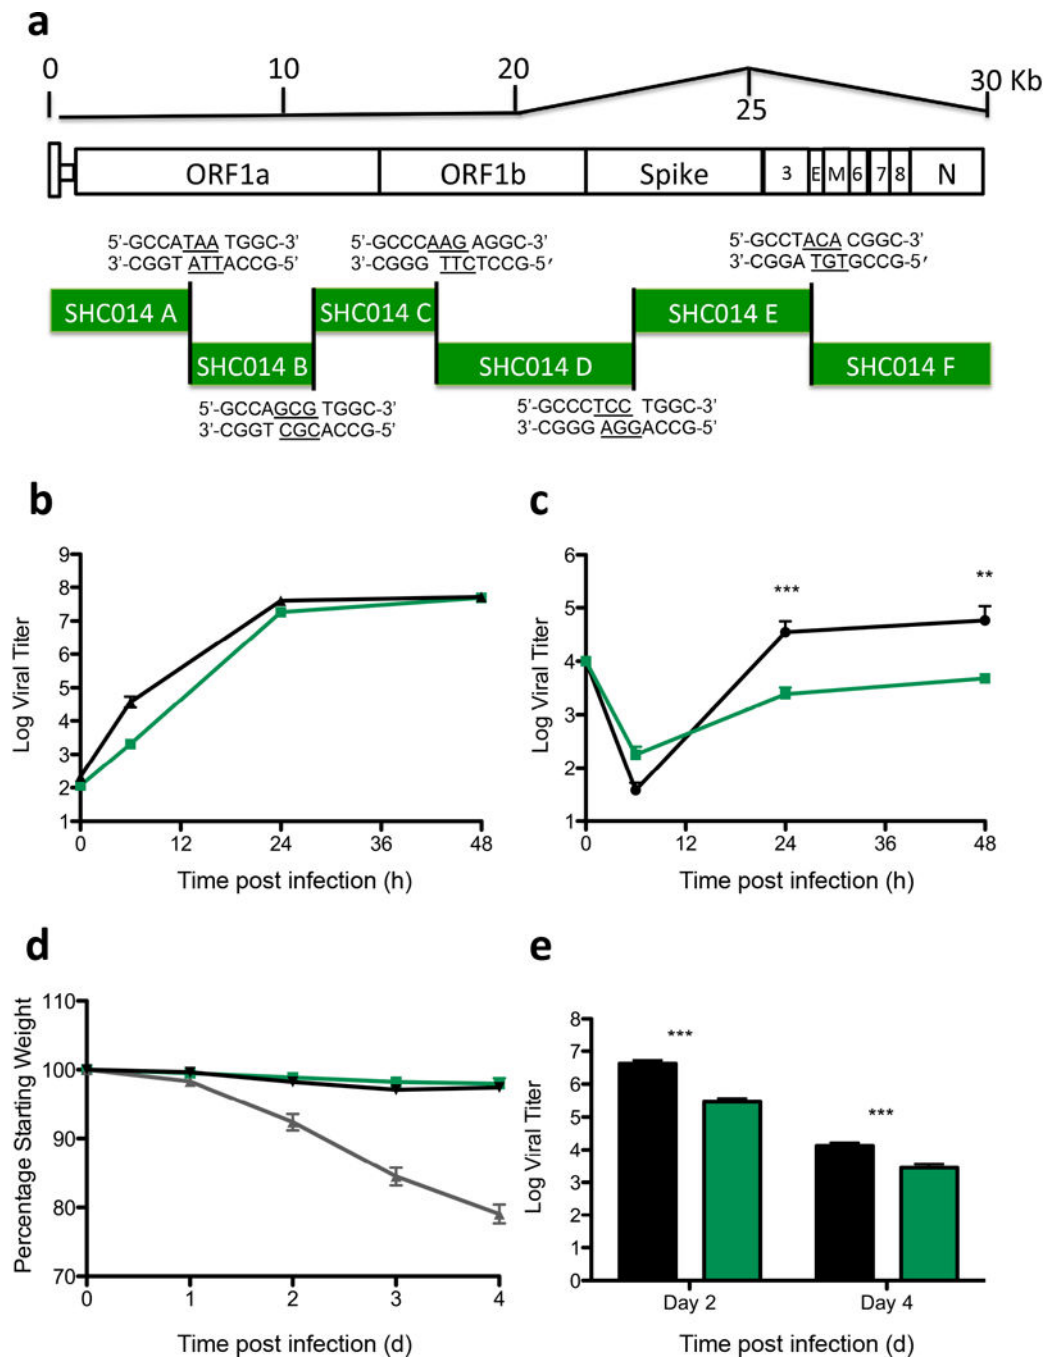 a
0 10 20 30 Kb
25
ORF1a ORF1b Spike 3 E M 6 7 8 N
5'-GCCATAA TGGC-3' 5'-GCCCAAG AGGC-3' 5'-GCCTACA CGGC-3'
3'-CGGT ATTACCG-5' 3'-CGGG TTCTCCG-5' 3'-CGGA TGTGCCG-5'
SHC014 A SHC014 C SHC014 E
SHC014 B SHC014 D SHC014 F
5'-GCCAGCG TGGC-3' 5'-GCCCTCC TGGC-3'
3'-CGGT CGCACCG-5' 3'-CGGG AGGACCG-5'
b
Log Viral Titer
9
8
7
6
5
4
3
2
1
0 12 24 36 48
Time post infection (h)
c
Log Viral Titer
6
5
4
3
2
1
*** **
0 12 24 36 48
Time post infection (h)
d
Percentage Starting Weight
110
100
90
80
70
0 1 2 3 4
Time post infection (d)
e
Log Viral Titer
8
7
6
5
4
3
2
1
0
***
***
Day 2 Day 4
Time post infection (d)